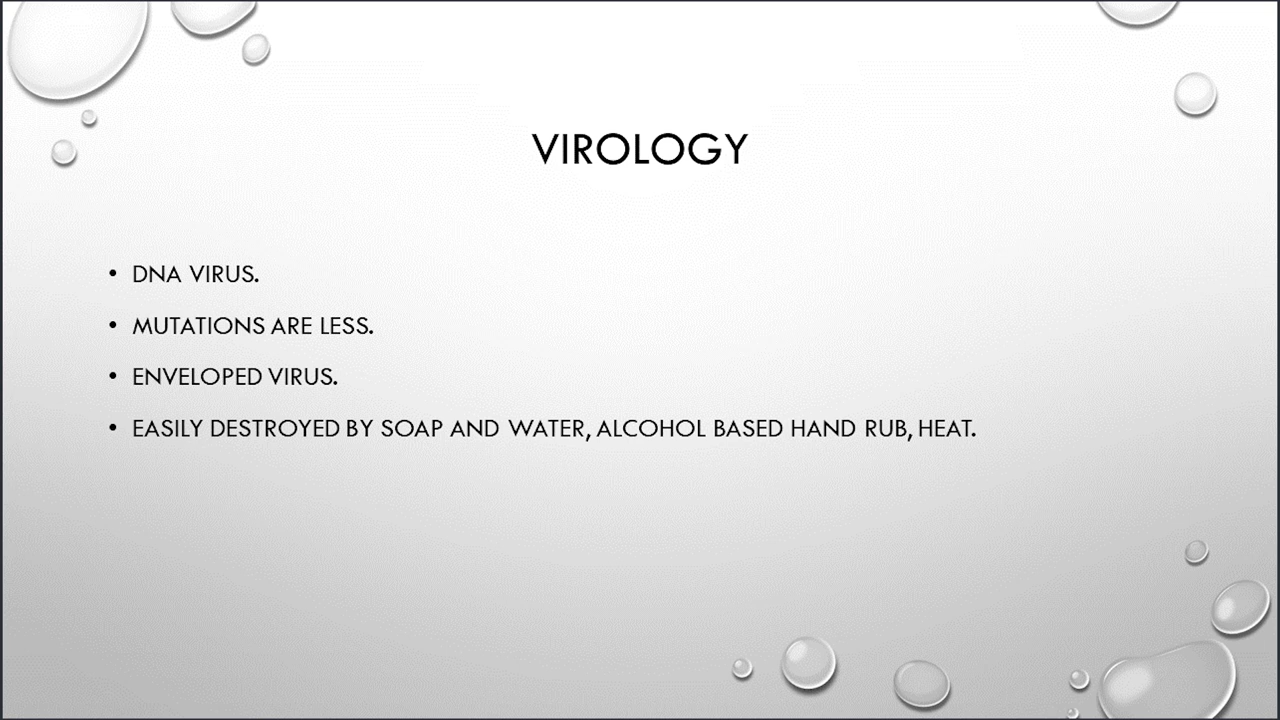 VIROLOGY
• DNA VIRUS.
• MUTATIONS ARE LESS.
• ENVELOPED VIRUS.
• EASILY DESTROYED BY SOAP AND WATER, ALCOHOL BASED HAND RUB, HEAT.